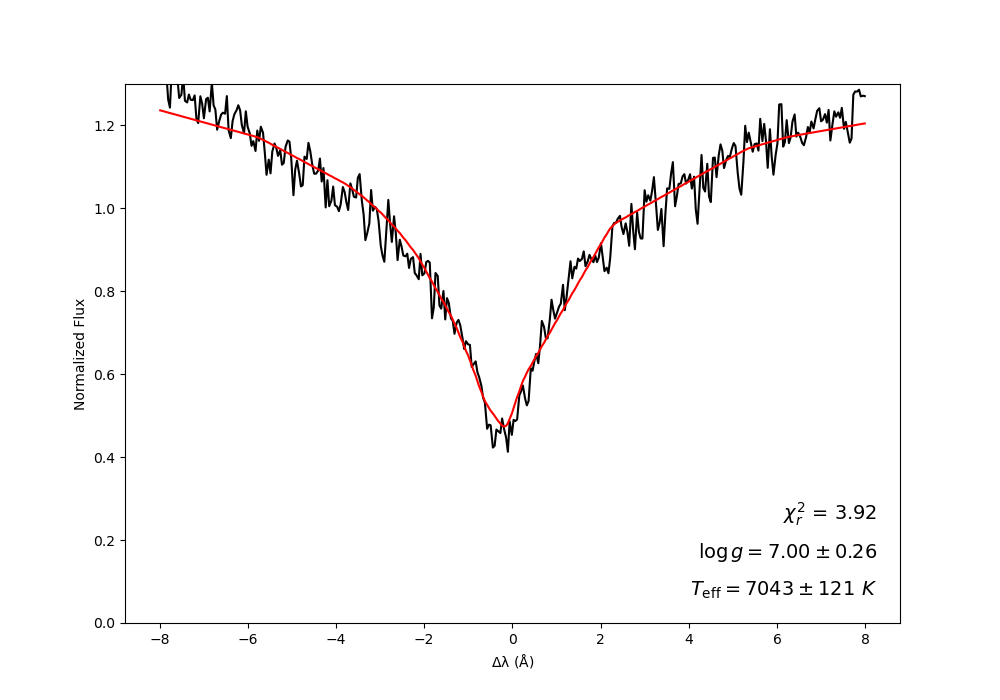 1.2
1.0
0.8
0.6
0.4
0.2
0.0
Normalized Flux
χ²ᵣ = 3.92
log g = 7.00 ± 0.26
T_eff = 7043 ± 121 K
−8 −6 −4 −2 0 2 4 6 8
Δλ (Å)